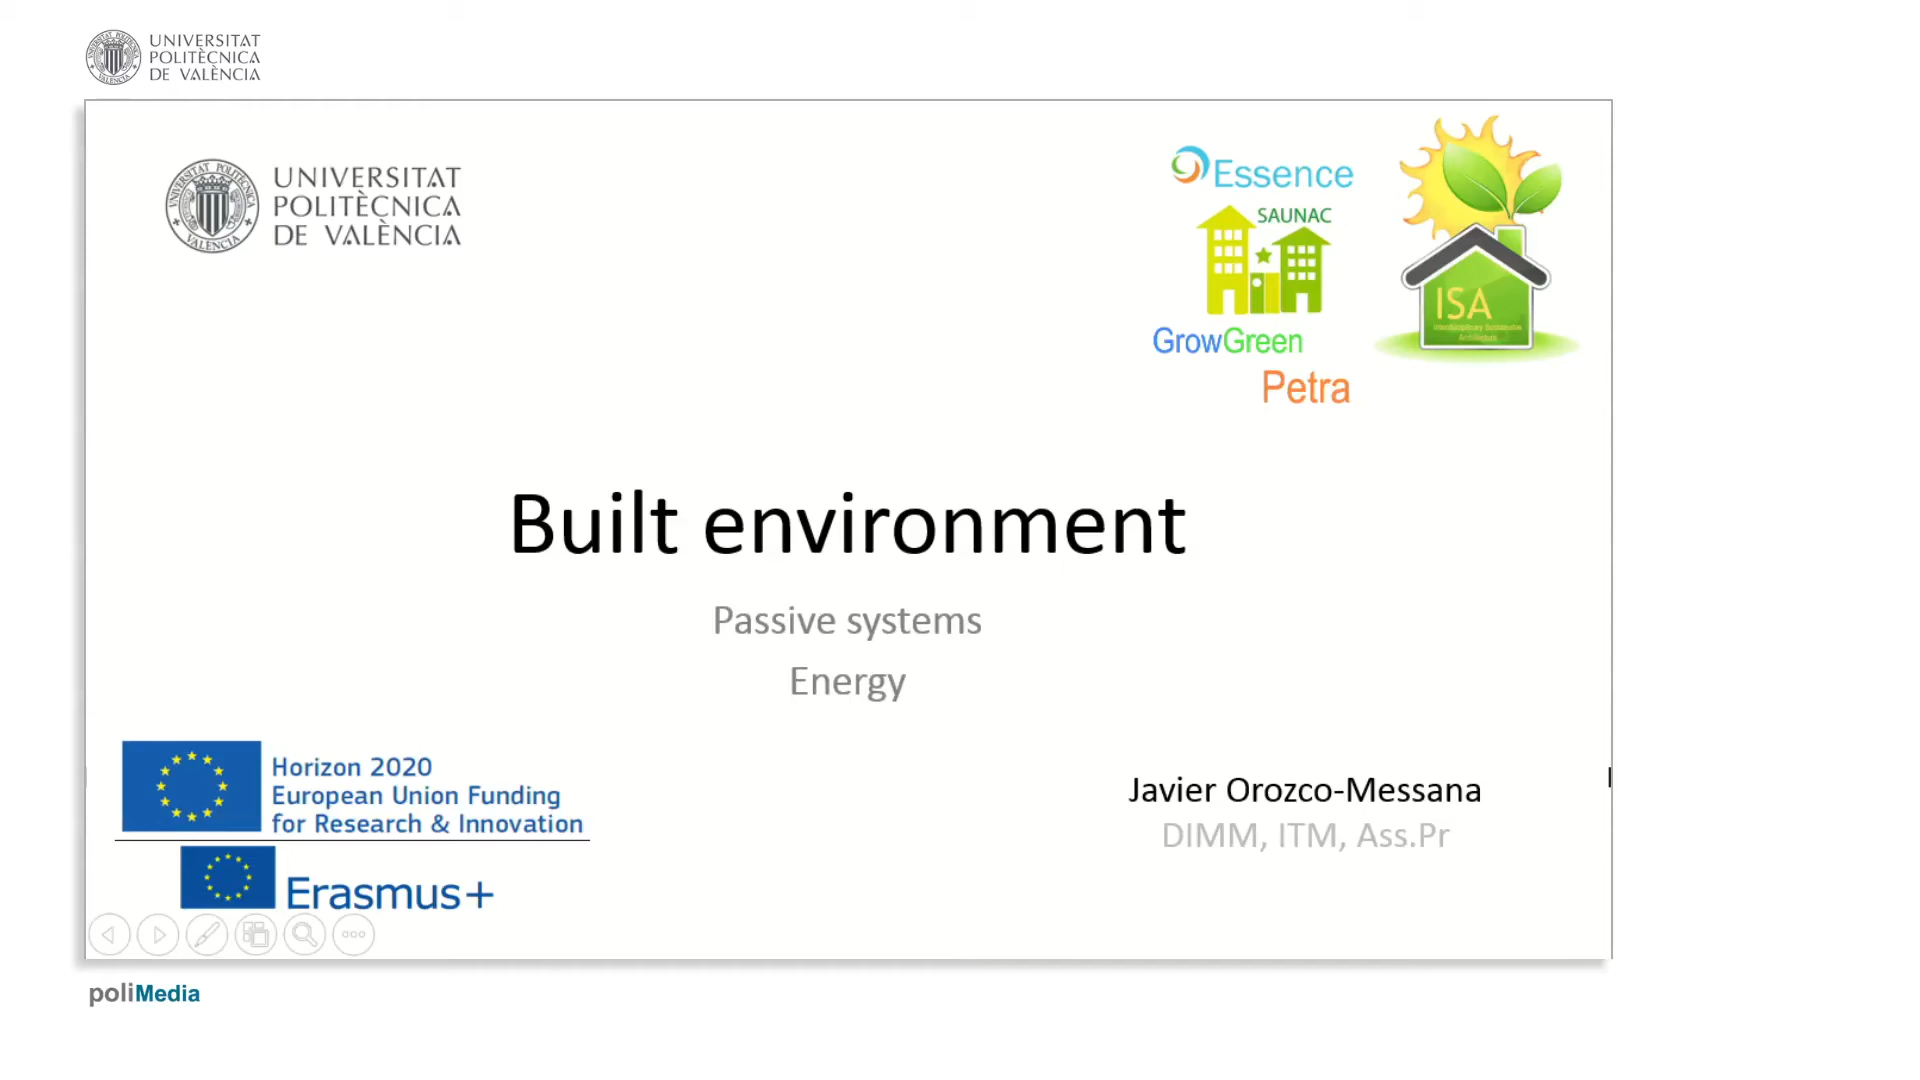 UNIVERSITAT
POLITÈCNICA
DE VALÈNCIA
UNIVERSITAT
POLITÈCNICA
DE VALÈNCIA
Essence
SAUNAC
GrowGreen
Petra
ISA
Built environment
Passive systems
Energy
Horizon 2020
European Union Funding
for Research & Innovation
Erasmus+
Javier Orozco-Messana
DIMM, ITM, Ass.Pr
poliMedia